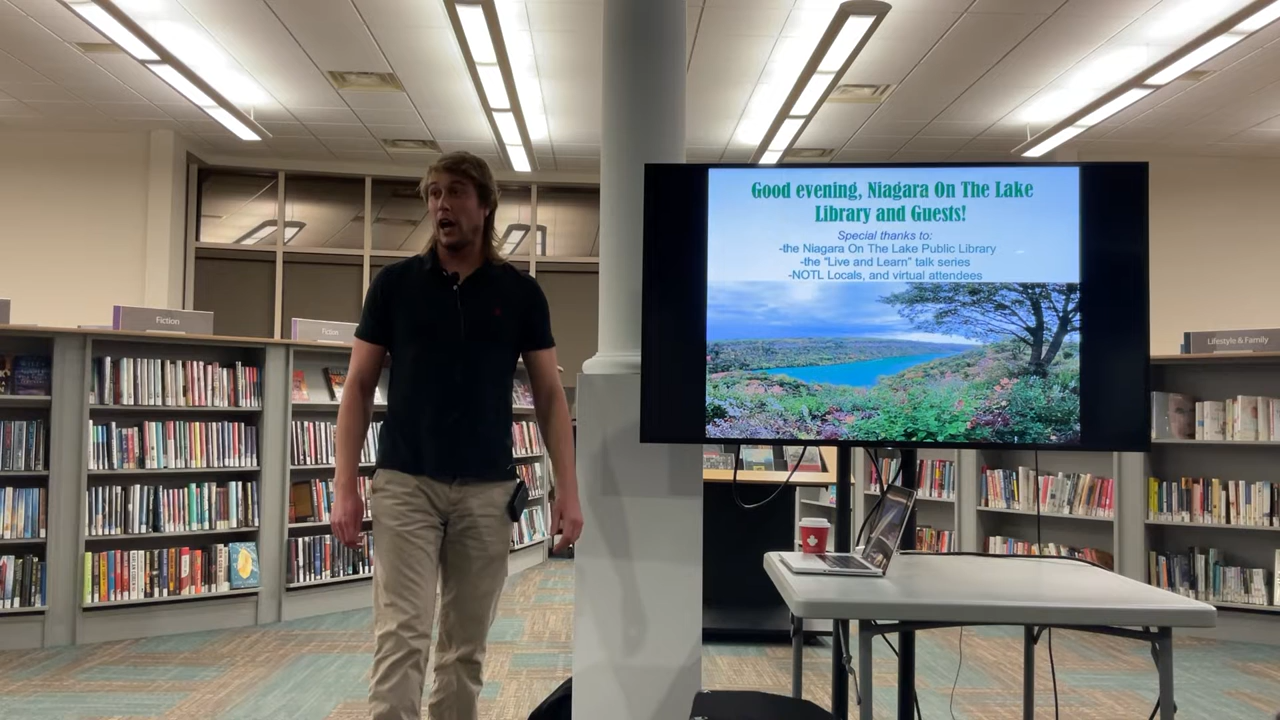 Good evening, Niagara On The Lake
Library and Guests!
Special thanks to:
-the Niagara On The Lake Public Library
-the "Live and Learn" talk series
-NOTL Locals, and virtual attendees
Fiction
Fiction
Lifestyle & Family